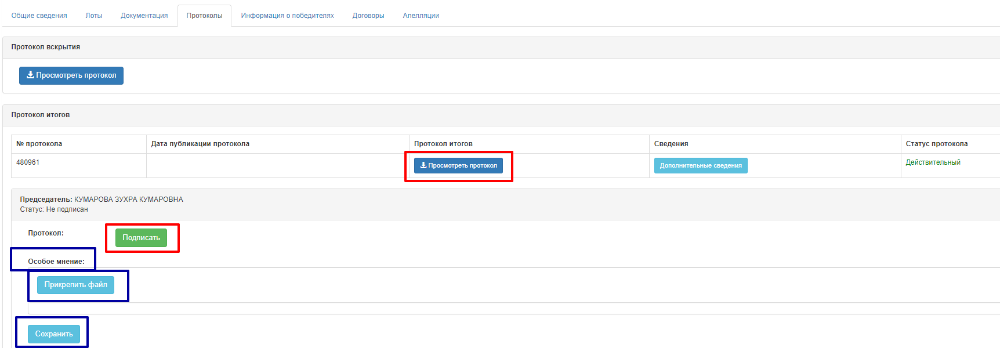 Общие сведения Лоты Документация Протоколы Информация о победителях Договоры Апелляции
Протокол вскрытия
Просмотреть протокол
Протокол итогов
№ протокола Дата публикации протокола Протокол итогов Сведения Статус протокола
480961 Просмотреть протокол Дополнительные сведения Действительный
Председатель: КУМАРОВА ЗУХРА КУМАРОВНА
Статус: Не подписан
Протокол: Подписать
Особое мнение:
Прикрепить файл
Сохранить